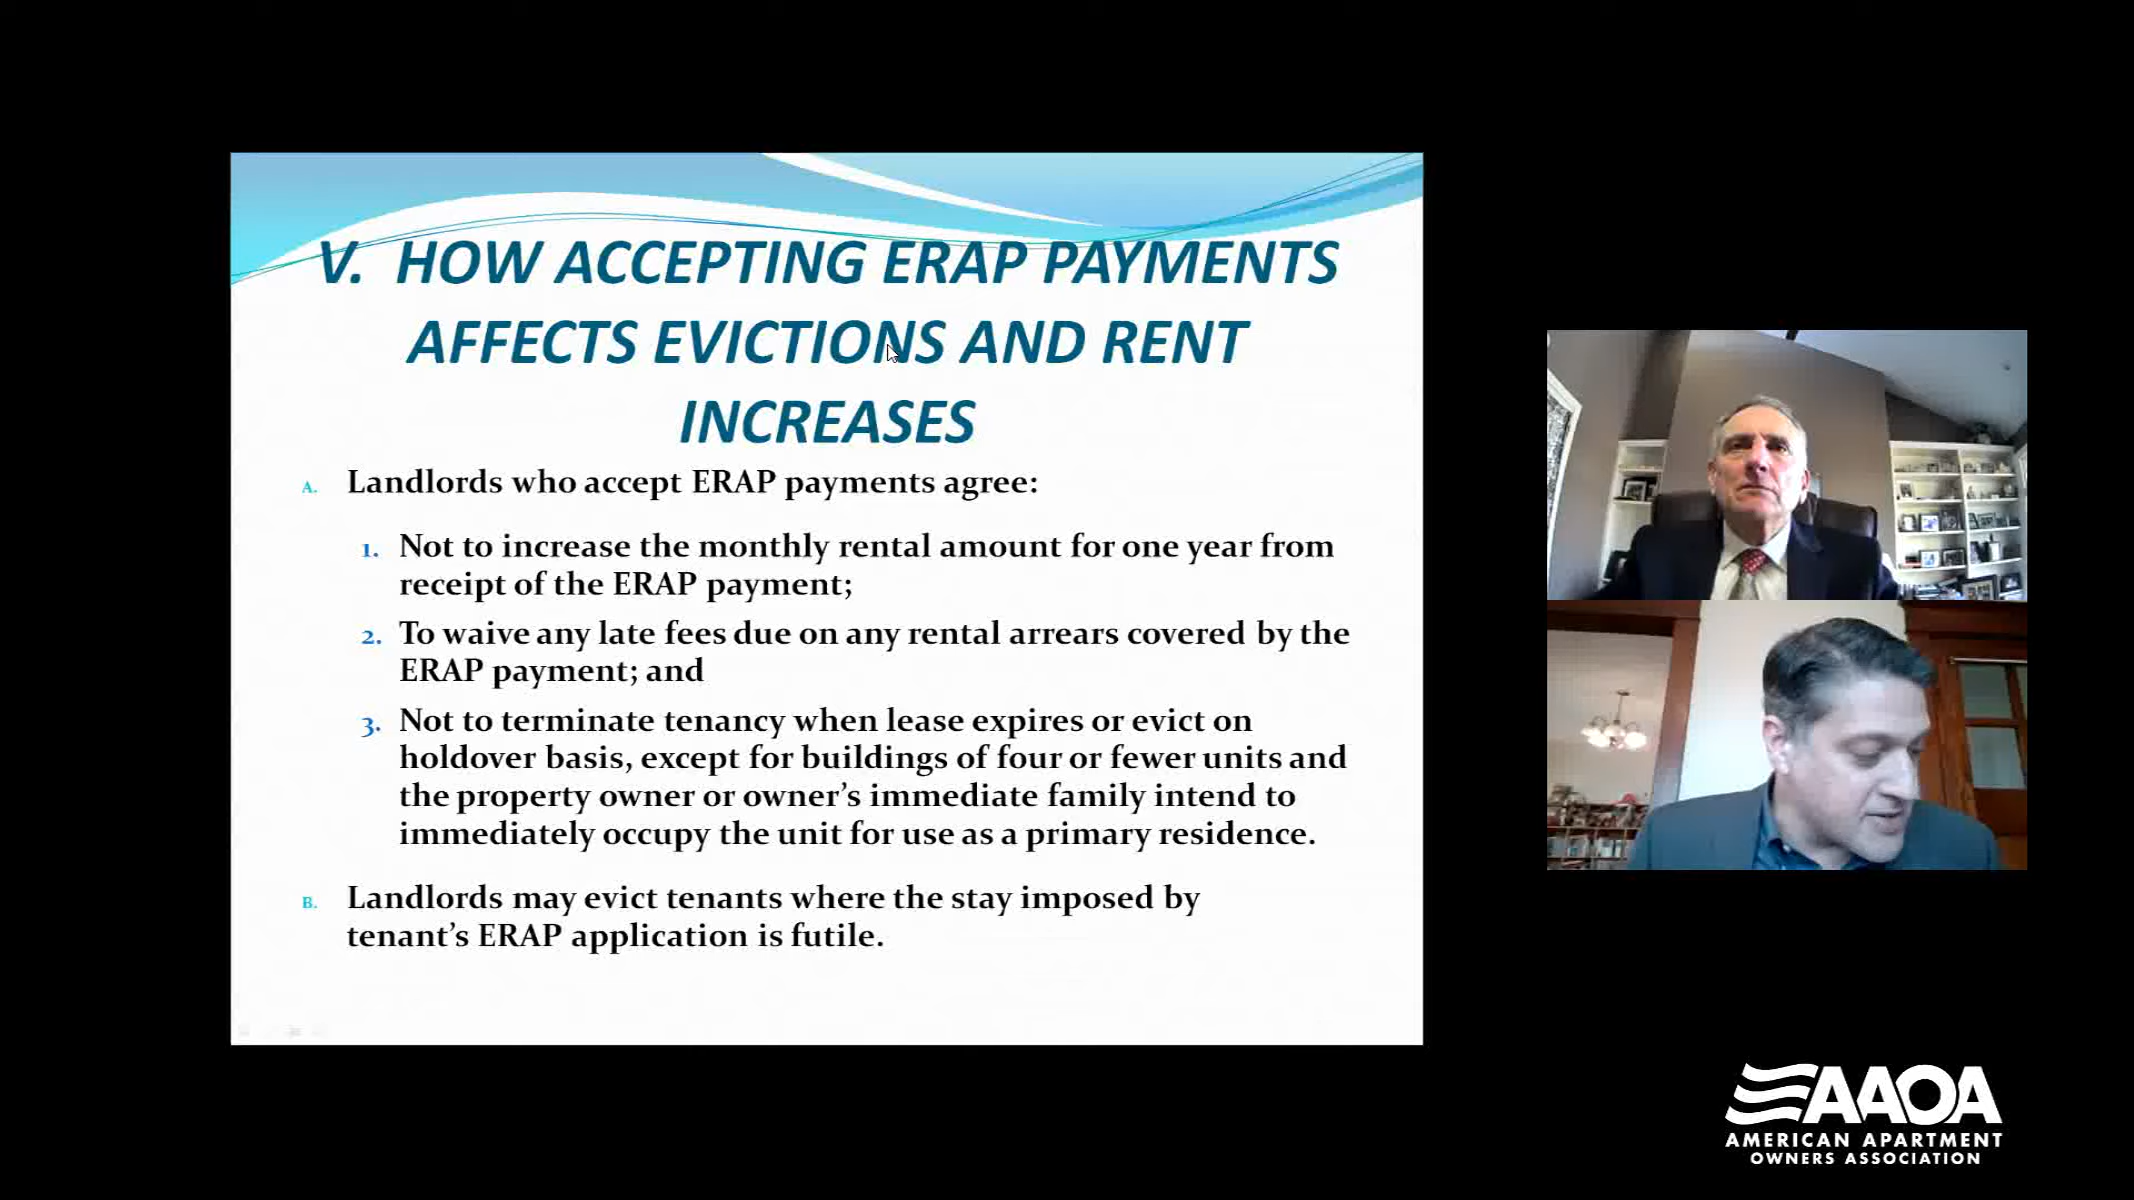 V. HOW ACCEPTING ERAP PAYMENTS
AFFECTS EVICTIONS AND RENT
INCREASES
A. Landlords who accept ERAP payments agree:
1. Not to increase the monthly rental amount for one year from
receipt of the ERAP payment;
2. To waive any late fees due on any rental arrears covered by the
ERAP payment; and
3. Not to terminate tenancy when lease expires or evict on
holdover basis, except for buildings of four or fewer units and
the property owner or owner’s immediate family intend to
immediately occupy the unit for use as a primary residence.
B. Landlords may evict tenants where the stay imposed by
tenant’s ERAP application is futile.
AAOA
AMERICAN APARTMENT
OWNERS ASSOCIATION